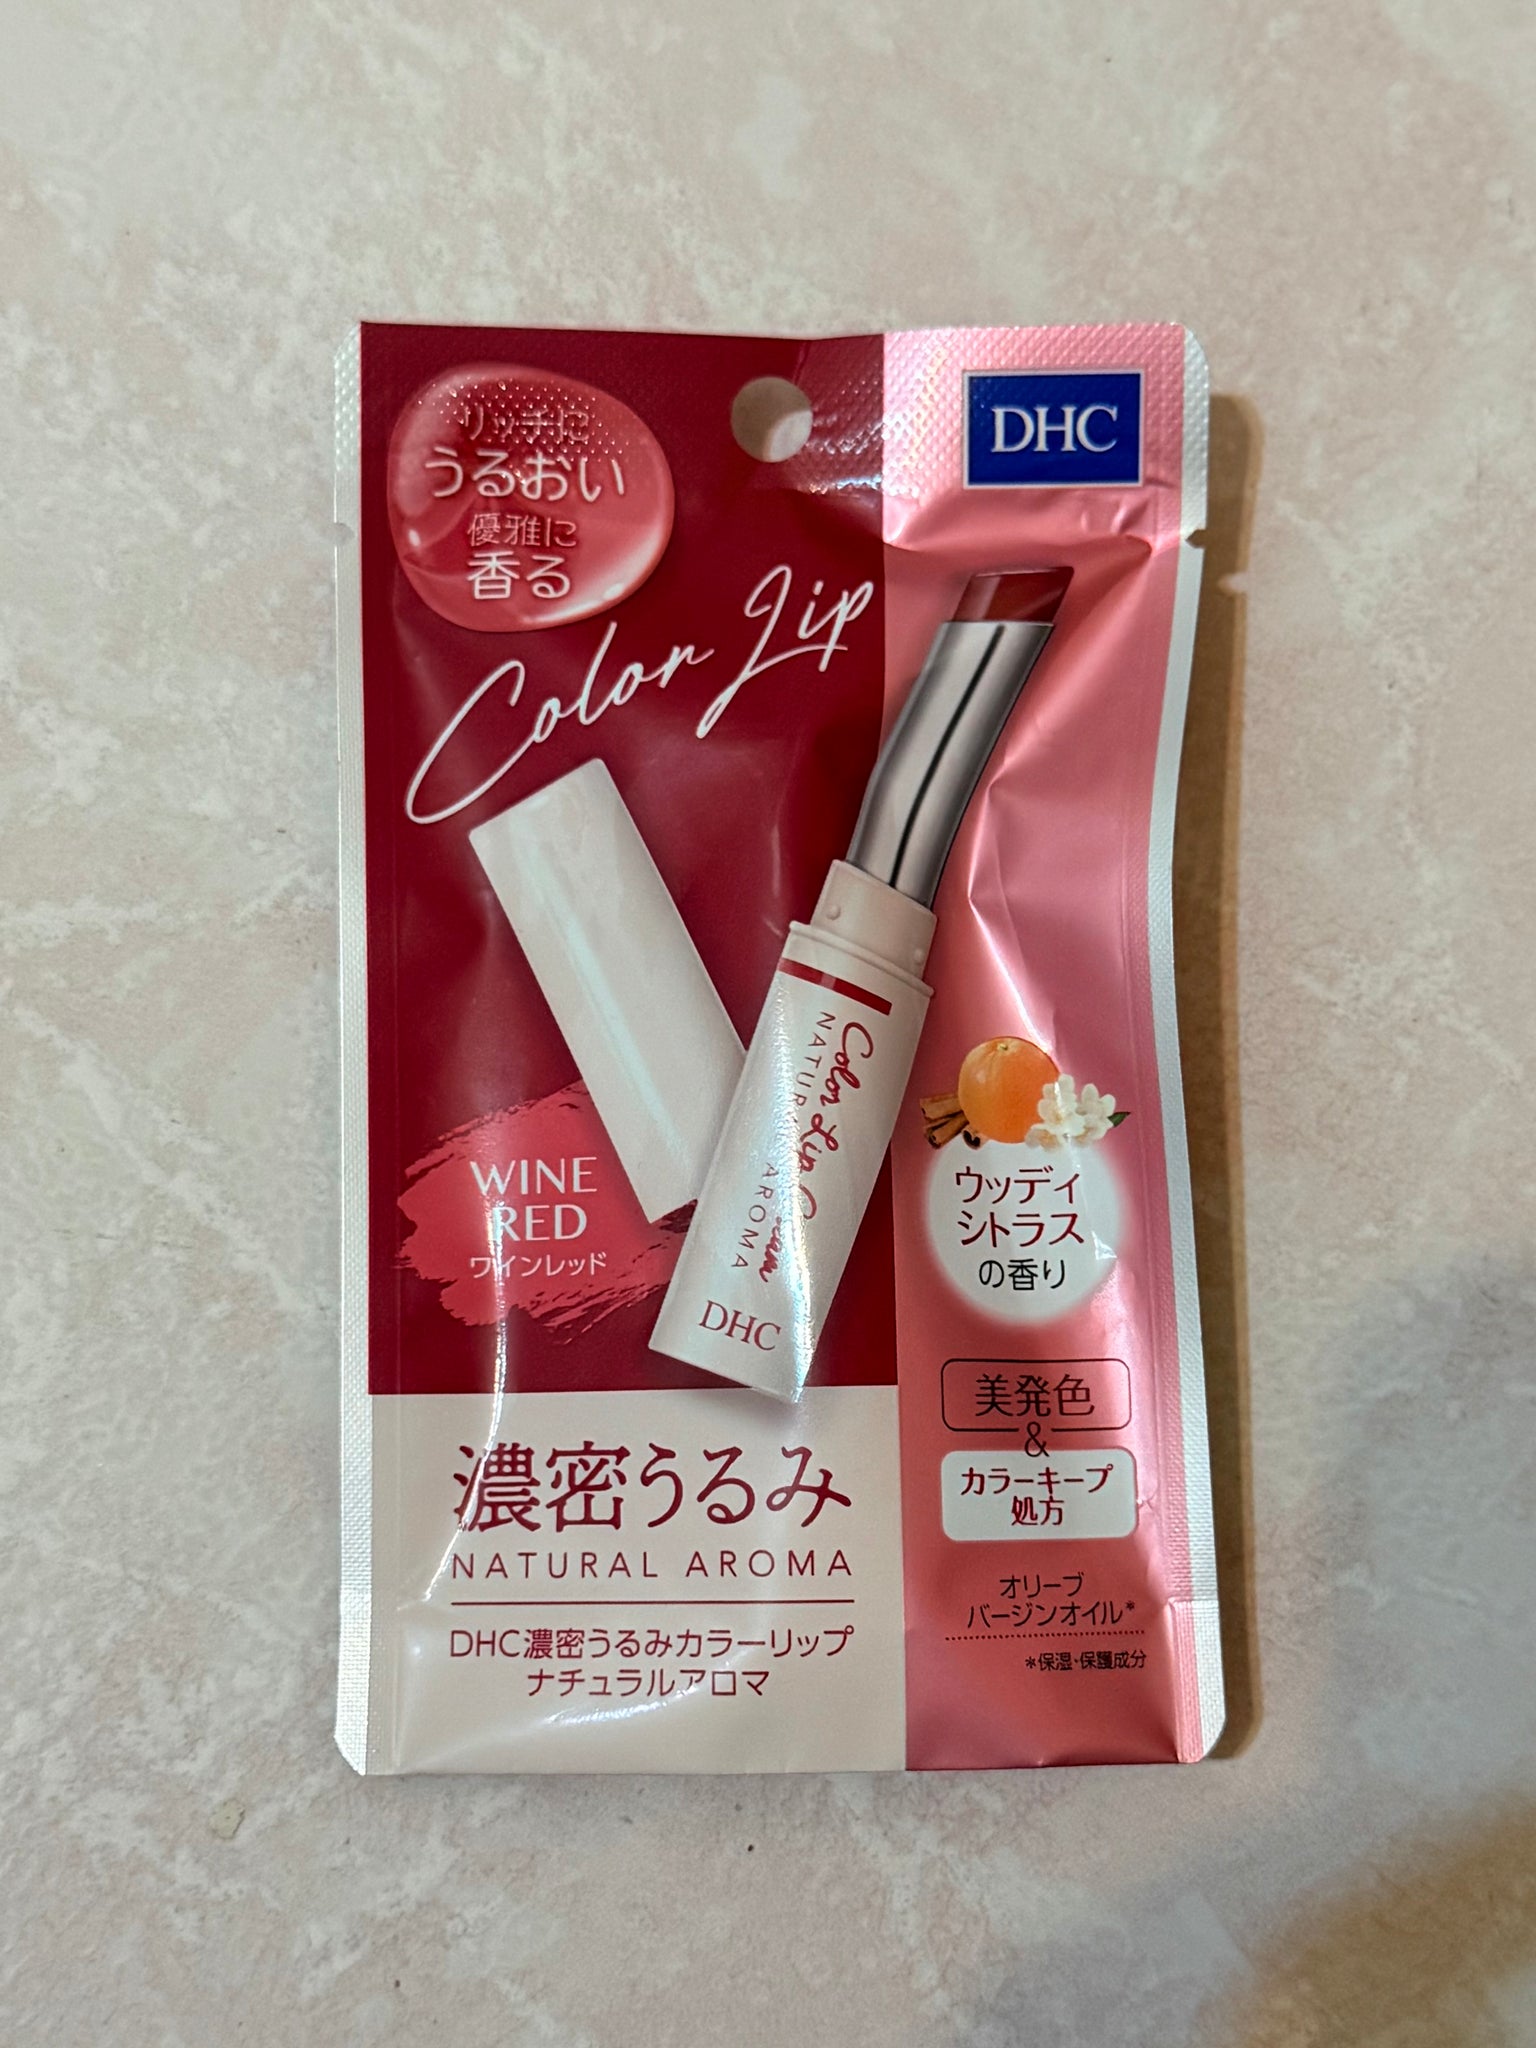 リッチに
うるおい
優雅に
香る
DHC
Color Lip
Color Lip Cream
NATURAL AROMA
DHC
WINE
RED
ワインレッド
ウッディ
シトラス
の香り
美発色
&
カラーキープ
処方
オリーブ
バージンオイル*
*保湿・保護成分
濃密うるみ
NATURAL AROMA
DHC濃密うるみカラーリップ
ナチュラルアロマ